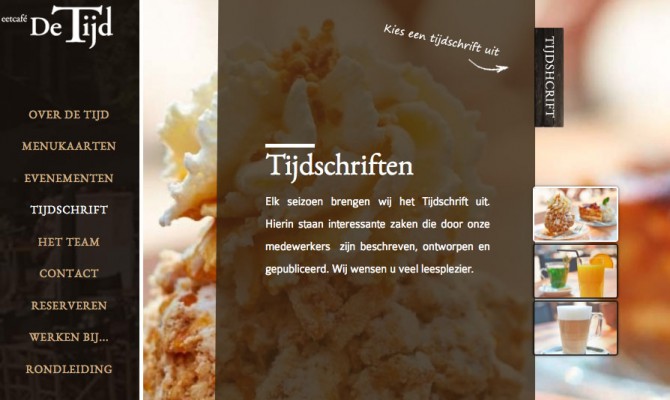 eetcafé
De Tijd
OVER DE TIJD
MENUKAARTEN
EVENEMENTEN
TIJDSCHRIFT
HET TEAM
CONTACT
RESERVEREN
WERKEN BIJ...
RONDLEIDING
Kies een tijdschrift uit
TIJDSHCRIFT
Tijdschriften
Elk seizoen brengen wij het Tijdschrift uit.
Hierin staan interessante zaken die door onze
medewerkers zijn beschreven, ontworpen en
gepubliceerd. Wij wensen u veel leesplezier.